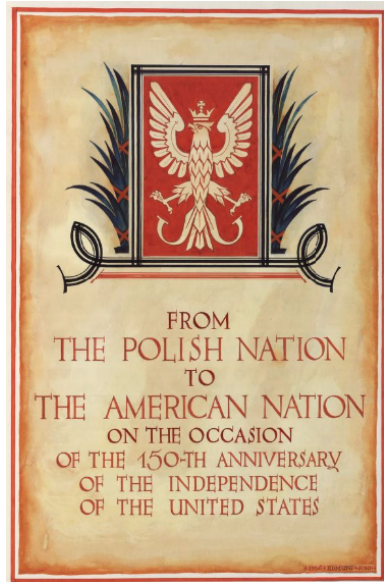 FROM
THE POLISH NATION
TO
THE AMERICAN NATION
ON THE OCCASION
OF THE 150-TH ANNIVERSARY
OF THE INDEPENDENCE
OF THE UNITED STATES